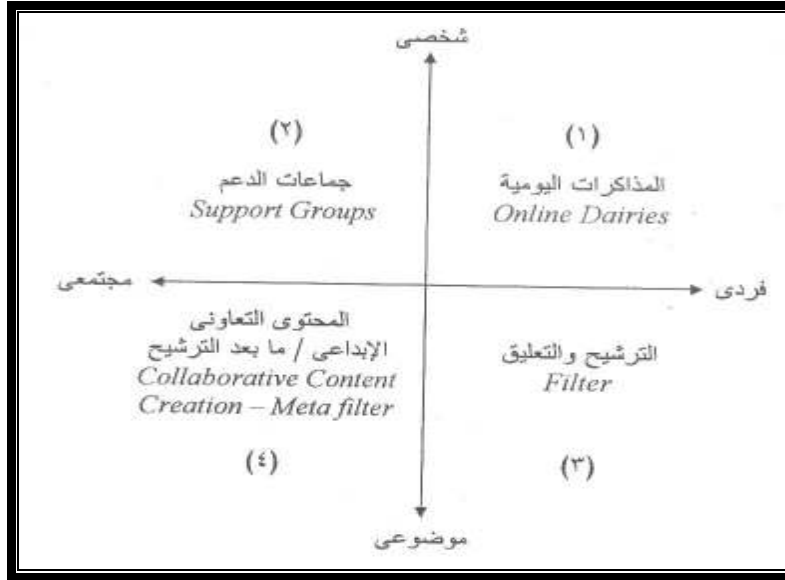 شخصى
(١)
المذاكرات اليومية
Online Dairies
(٢)
جماعات الدعم
Support Groups
فردى
مجتمعى
الترشيح والتعليق
Filter
(٣)
المحتوى التعاونى
الإبداعى / ما بعد الترشيح
Collaborative Content
Creation – Meta filter
(٤)
موضوعى